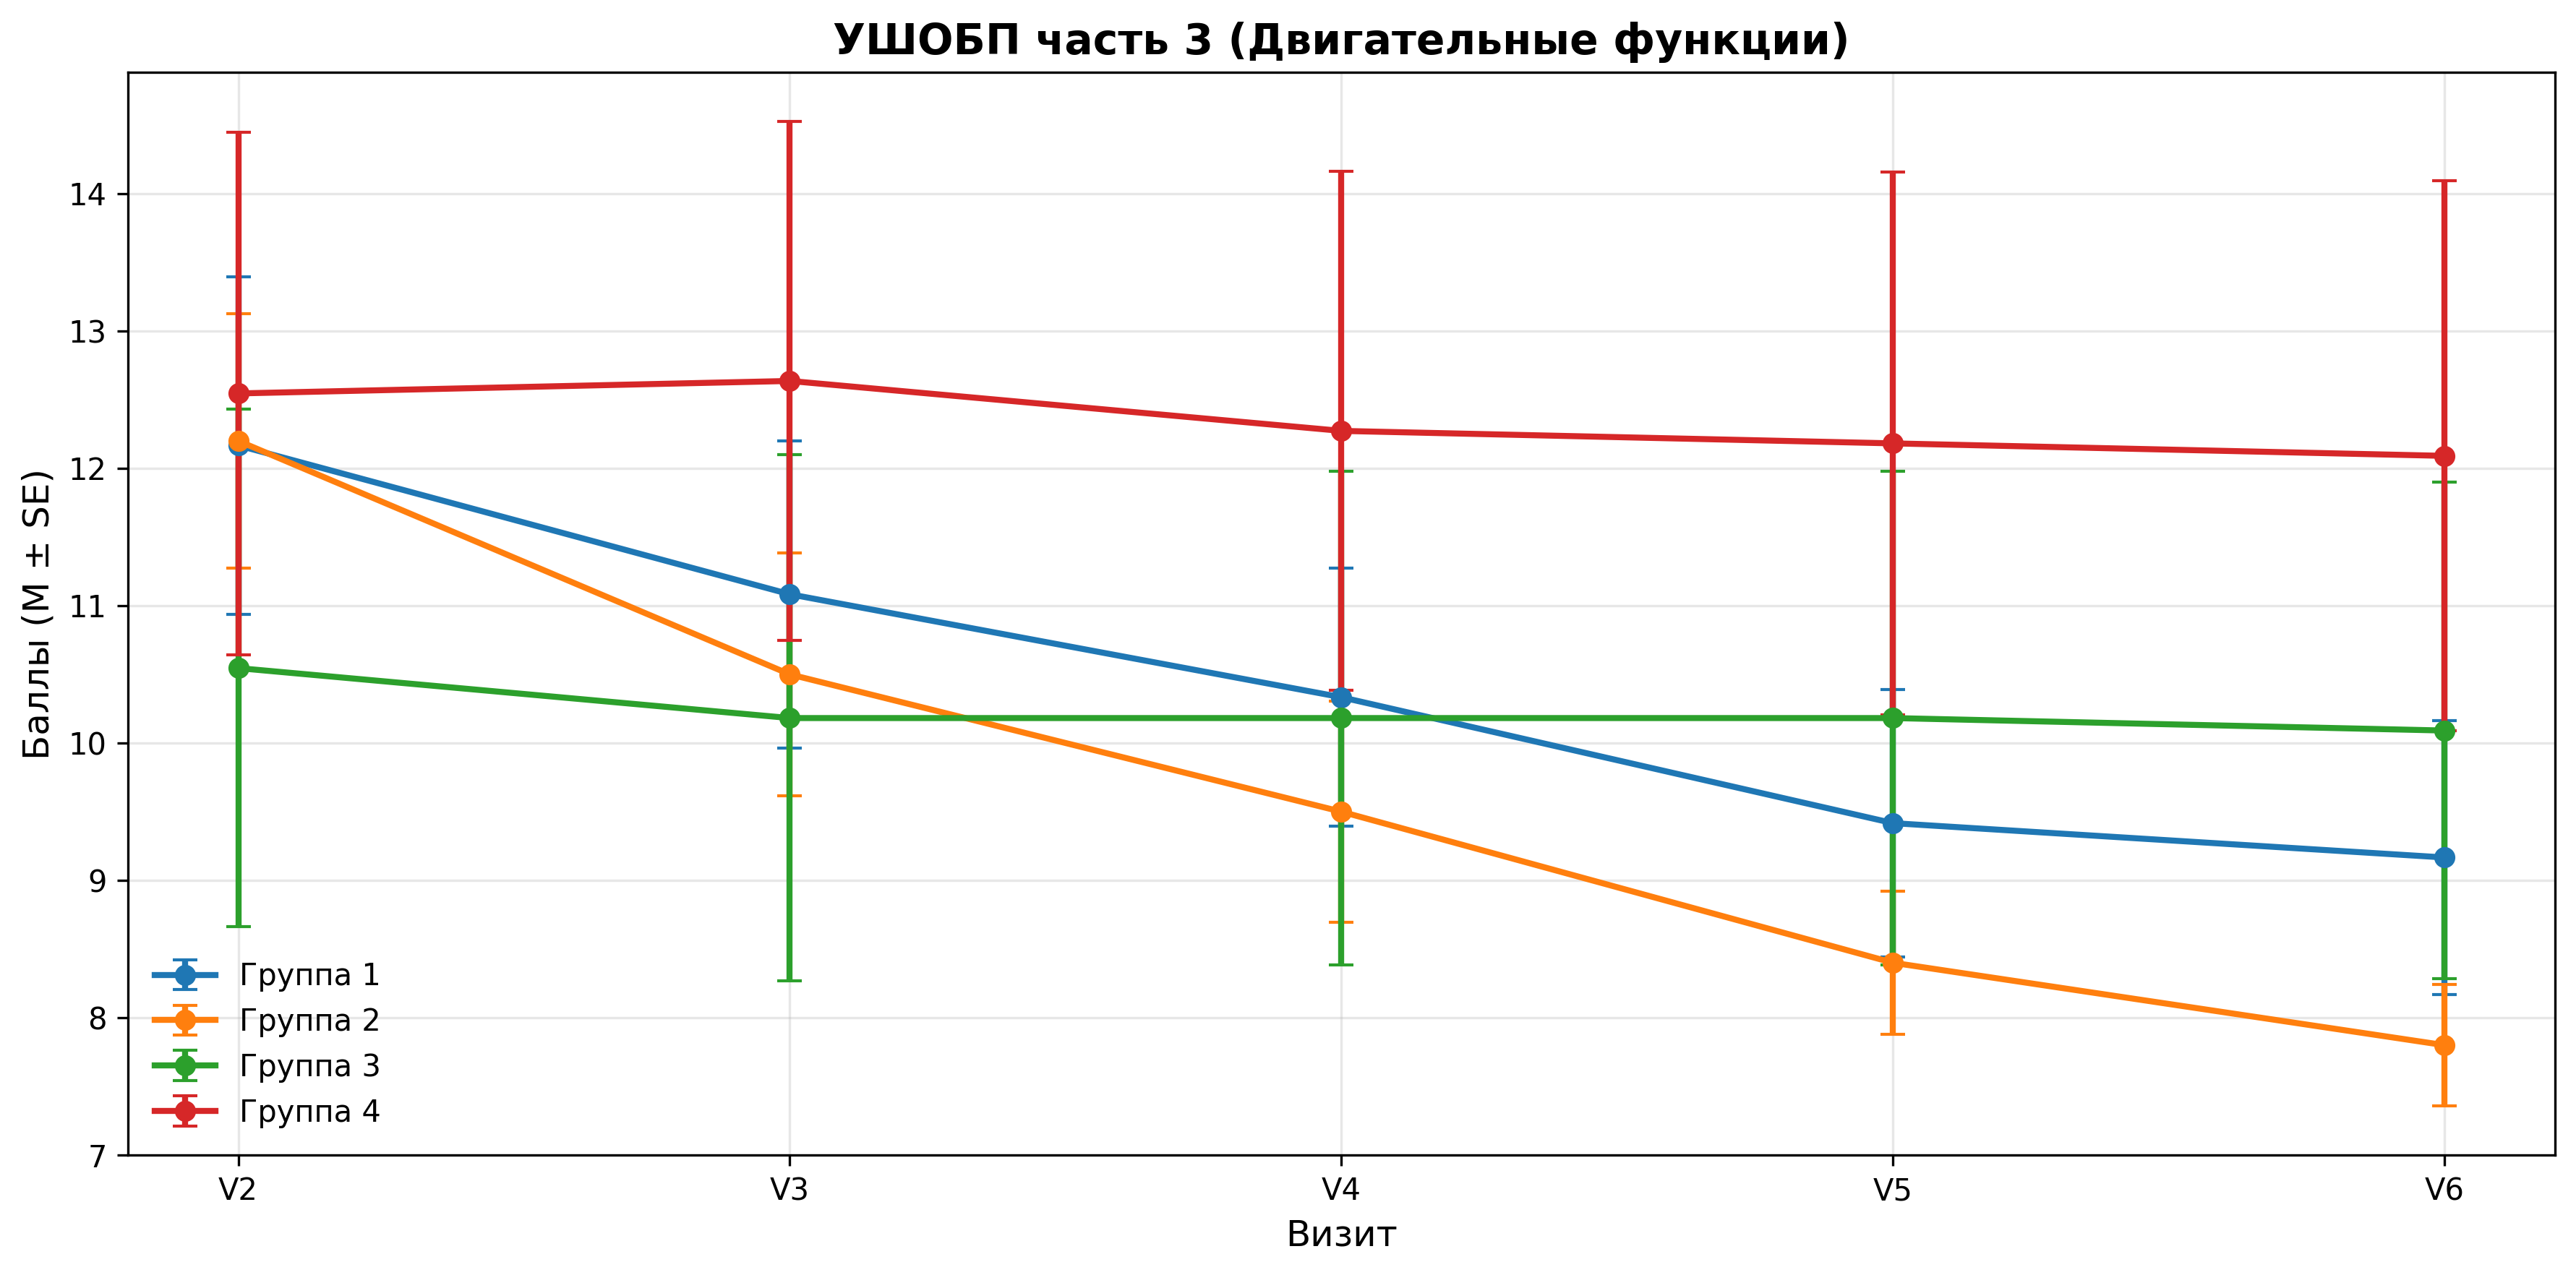 УШОБП часть 3 (Двигательные функции)
Баллы (M ± SE)
14
13
12
11
10
9
8
7
Группа 1
Группа 2
Группа 3
Группа 4
V2 V3 V4 V5 V6
Визит